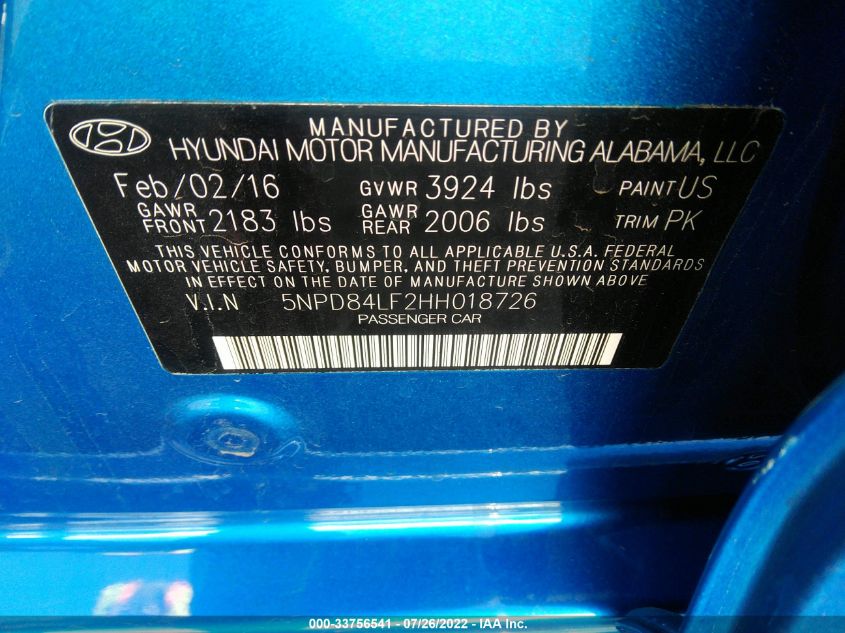 MANUFACTURED BY
HYUNDAI MOTOR MANUFACTURING ALABAMA, LLC
Feb/02/16 GVWR 3924 lbs PAINT US
GAWR FRONT 2183 lbs GAWR REAR 2006 lbs TRIM PK
THIS VEHICLE CONFORMS TO ALL APPLICABLE U.S.A. FEDERAL
MOTOR VEHICLE SAFETY, BUMPER, AND THEFT PREVENTION STANDARDS
IN EFFECT ON THE DATE OF MANUFACTURE SHOWN ABOVE
V.I.N 5NPD84LF2HH018726
PASSENGER CAR
000-33756541 - 07/26/2022 - IAA Inc.